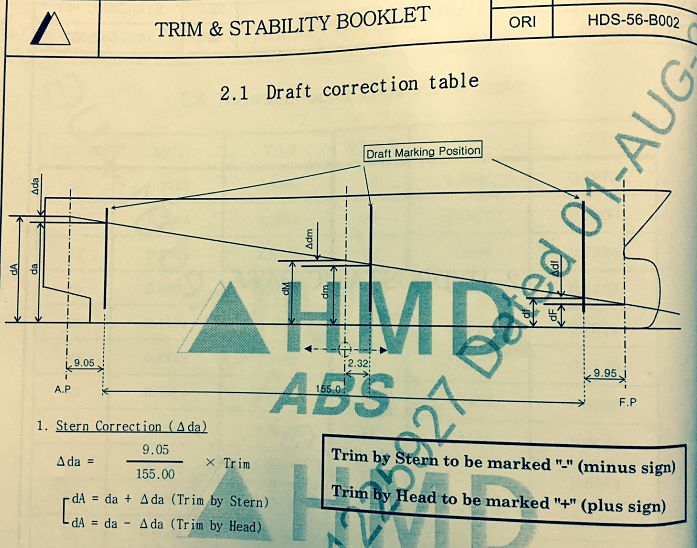 TRIM & STABILITY BOOKLET
ORI
HDS-56-B002
2.1 Draft correction table
Draft Marking Position
Δda
Δdm
Δdf
dA
da
dM
dm
df
dF
9.05
2.32
9.95
155.0
A.P
F.P
HMD
ABS
1225927 Dated 01-AUG-
1. Stern Correction (Δda)
Δda = 9.05 / 155.00 × Trim
dA = da + Δda (Trim by Stern)
dA = da - Δda (Trim by Head)
Trim by Stern to be marked "-" (minus sign)
Trim by Head to be marked "+" (plus sign)
HMD